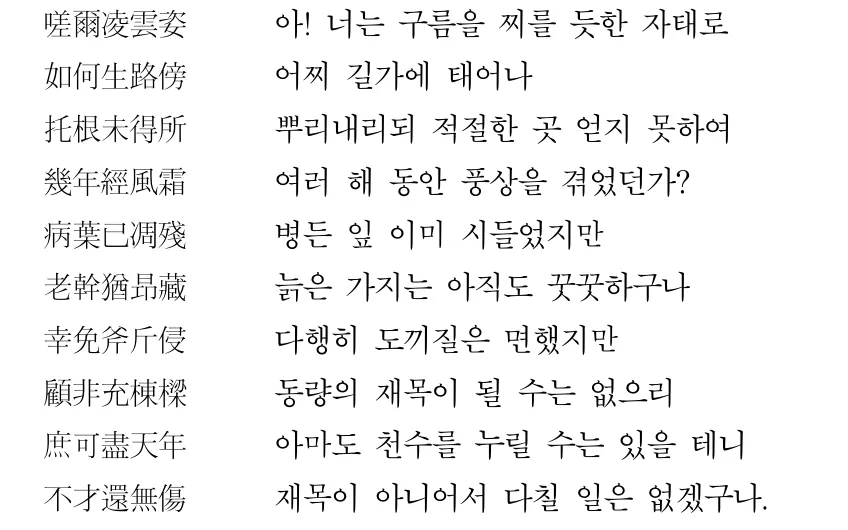 嗟爾凌雲姿 아! 너는 구름을 찌를 듯한 자태로
如何生路傍 어찌 길가에 태어나
托根未得所 뿌리내리되 적절한 곳 얻지 못하여
幾年經風霜 여러 해 동안 풍상을 겪었던가?
病葉已凋殘 병든 잎 이미 시들었지만
老幹猶昻藏 늙은 가지는 아직도 꿋꿋하구나
幸免斧斤侵 다행히 도끼질은 면했지만
顧非充棟樑 동량의 재목이 될 수는 없으리
庶可盡天年 아마도 천수를 누릴 수는 있을 테니
不才還無傷 재목이 아니어서 다칠 일은 없겠구나.